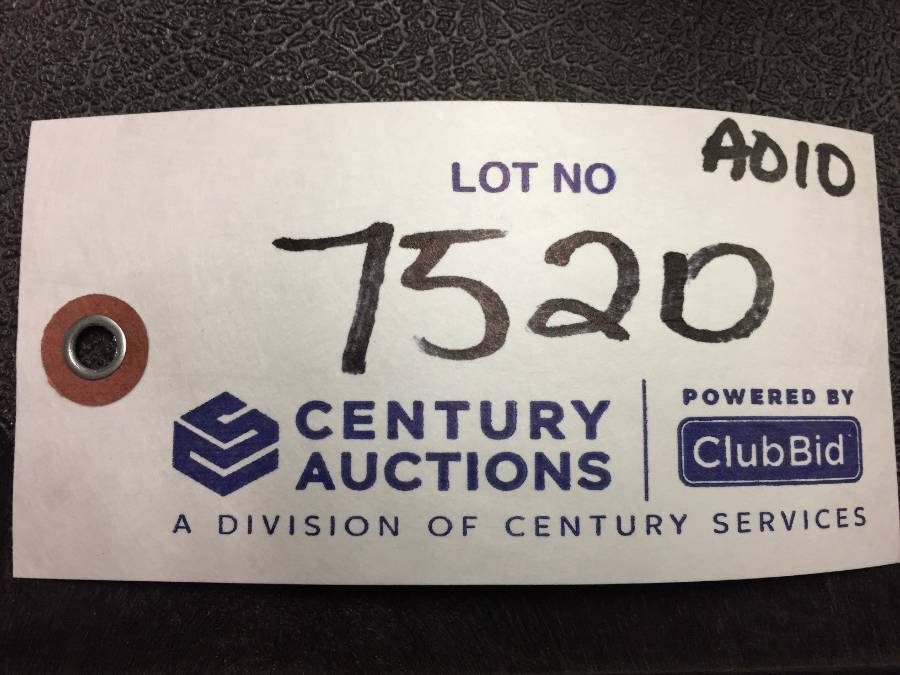 A010
LOT NO
7520
CENTURY
AUCTIONS
POWERED BY
ClubBid
A DIVISION OF CENTURY SERVICES